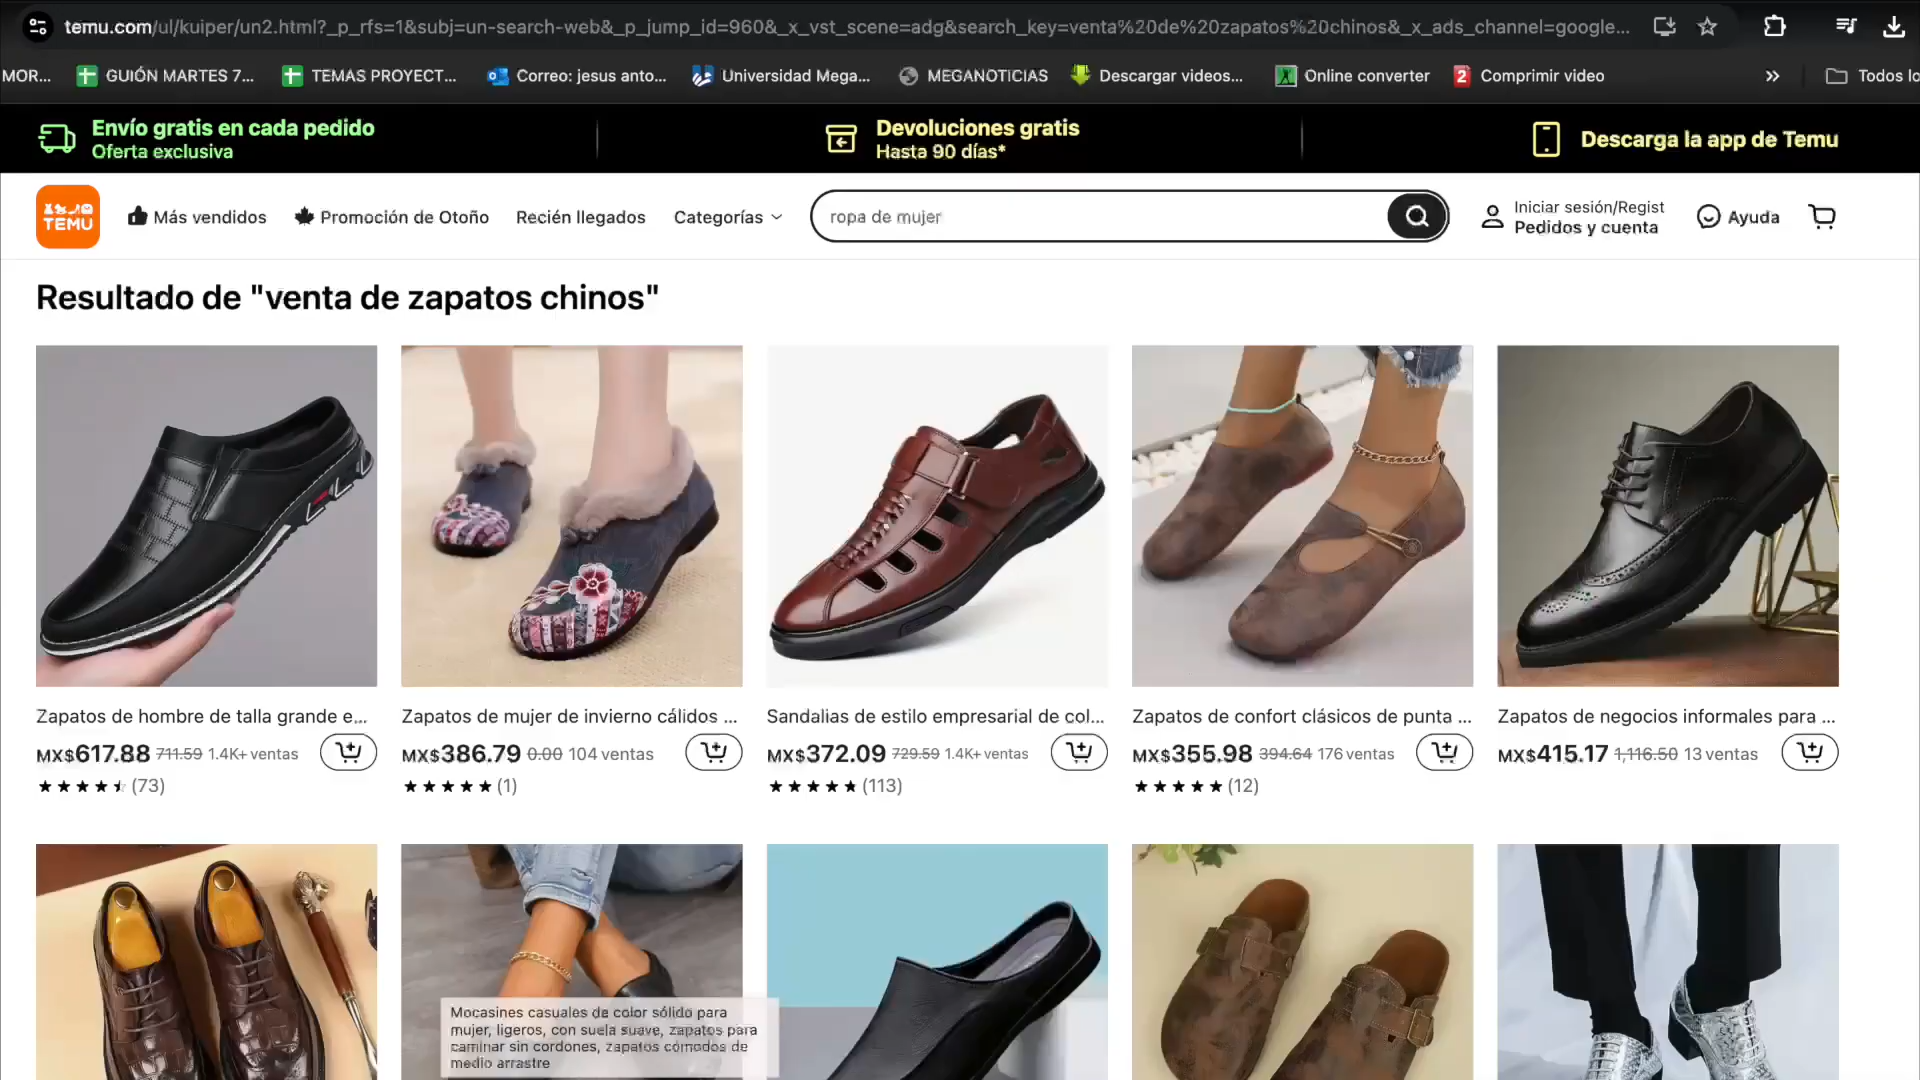 temu.com/ul/kuiper/un2.html?_p_rfs=1&subj=un-search-web&_p_jump_id=960&_x_vst_scene=adg&search_key=venta%20de%20zapatos%20chinos&_x_ads_channel=google...
MOR... GUIÓN MARTES 7... TEMAS PROYECT... Correo: jesus anto... Universidad Mega... MEGANOTICIAS Descargar videos... Online converter 2 Comprimir video » Todos lo
Envío gratis en cada pedido
Oferta exclusiva
Devoluciones gratis
Hasta 90 días*
Descarga la app de Temu
TEMU
Más vendidos Promoción de Otoño Recién llegados Categorías
ropa de mujer
Iniciar sesión/Regist
Pedidos y cuenta
Ayuda
Resultado de "venta de zapatos chinos"
Zapatos de hombre de talla grande e...
MX$617.88 711.59 1.4K+ ventas
(73)
Zapatos de mujer de invierno cálidos ...
MX$386.79 0.00 104 ventas
(1)
Sandalias de estilo empresarial de col...
MX$372.09 729.59 1.4K+ ventas
(113)
Zapatos de confort clásicos de punta ...
MX$355.98 394.64 176 ventas
(12)
Zapatos de negocios informales para ...
MX$415.17 1,116.50 13 ventas
Mocasines casuales de color sólido para
mujer, ligeros, con suela suave, zapatos para
caminar sin cordones, zapatos cómodos de
medio arrastre